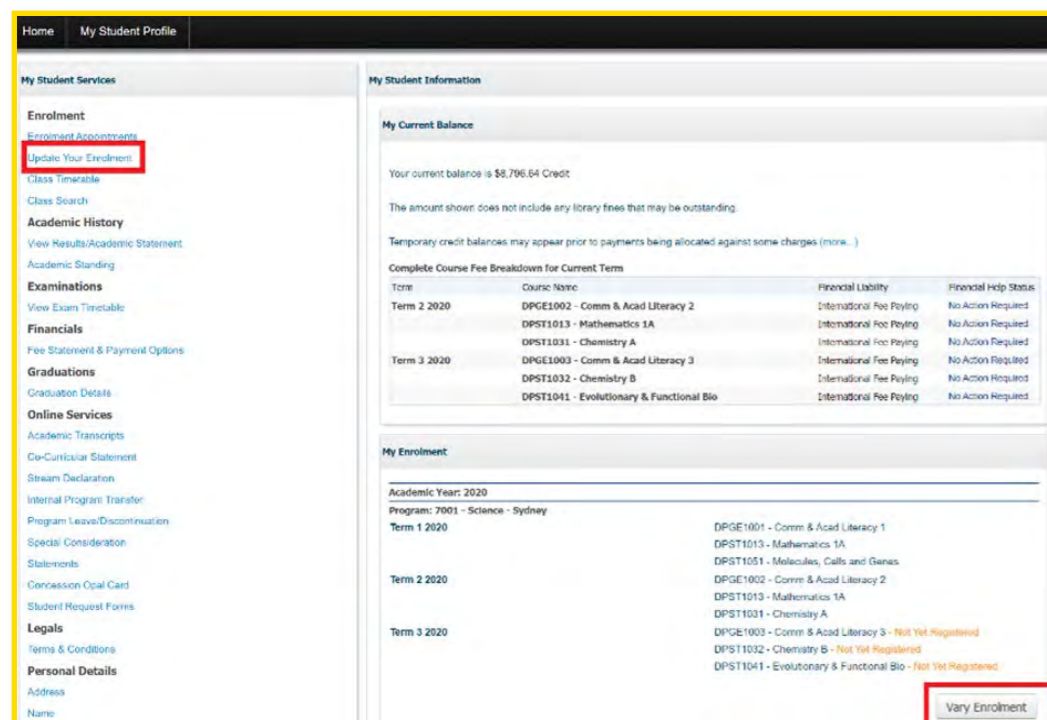 Home My Student Profile
My Student Services
Enrolment
Enrolment Appointments
Update Your Enrolment
Class Timetable
Class Search
Academic History
View Results/Academic Statement
Academic Standing
Examinations
View Exam Timetable
Financials
Fee Statement & Payment Options
Graduations
Graduation Details
Online Services
Academic Transcripts
Co-Curricular Statement
Stream Declaration
Internal Program Transfer
Program Leave/Discontinuation
Special Consideration
Statements
Concession Opal Card
Student Request Forms
Legals
Terms & Conditions
Personal Details
Address
Name
My Student Information
My Current Balance
Your current balance is $8,796.64 Credit
The amount shown does not include any library fines that may be outstanding.
Temporary credit balances may appear prior to payments being allocated against some charges (more...)
Complete Course Fee Breakdown for Current Term
Term Course Name Financial Liability Financial Help Status
Term 2 2020 DPGE1002 - Comm & Acad Literacy 2 International Fee Paying No Action Required
DPST1013 - Mathematics 1A International Fee Paying No Action Required
DPST1031 - Chemistry A International Fee Paying No Action Required
Term 3 2020 DPGE1003 - Comm & Acad Literacy 3 International Fee Paying No Action Required
DPST1032 - Chemistry B International Fee Paying No Action Required
DPST1041 - Evolutionary & Functional Bio International Fee Paying No Action Required
My Enrolment
Academic Year: 2020
Program: 7001 - Science - Sydney
Term 1 2020 DPGE1001 - Comm & Acad Literacy 1
DPST1013 - Mathematics 1A
DPST1051 - Molecules, Cells and Genes
Term 2 2020 DPGE1002 - Comm & Acad Literacy 2
DPST1013 - Mathematics 1A
DPST1031 - Chemistry A
Term 3 2020 DPGE1003 - Comm & Acad Literacy 3 - Not Yet Registered
DPST1032 - Chemistry B - Not Yet Registered
DPST1041 - Evolutionary & Functional Bio - Not Yet Registered
Vary Enrolment